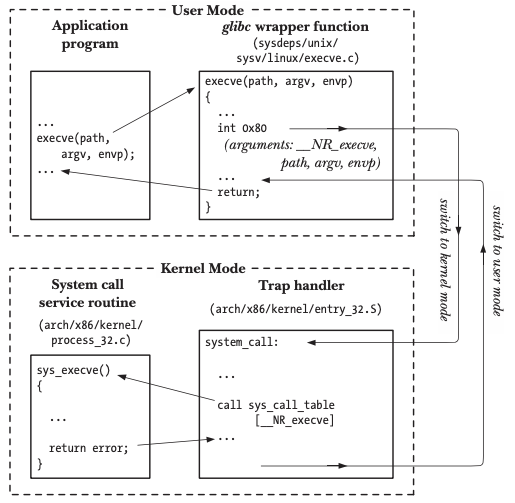 User Mode
Application
program
...
execve(path,
argv, envp);
...
glibc wrapper function
(sysdeps/unix/
sysv/linux/execve.c)
execve(path, argv, envp)
{
...
int 0x80
(arguments: __NR_execve,
path, argv, envp)
...
return;
}
switch to kernel mode
switch to user mode
Kernel Mode
System call
service routine
(arch/x86/kernel/
process_32.c)
sys_execve()
{
...
return error;
}
Trap handler
(arch/x86/kernel/entry_32.S)
system_call:
...
call sys_call_table
[__NR_execve]
...